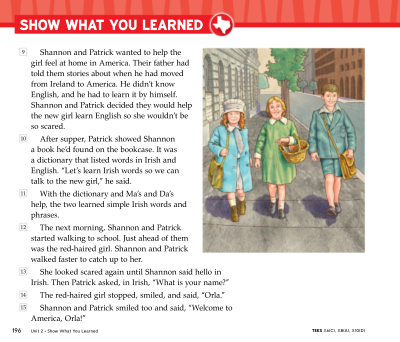 SHOW WHAT YOU LEARNED
9 Shannon and Patrick wanted to help the
girl feel at home in America. Their father had
told them stories about when he had moved
from Ireland to America. He didn't know
English, and he had to learn it by himself.
Shannon and Patrick decided they would help
the new girl learn English so she wouldn't be
so scared.
10 After supper, Patrick showed Shannon
a book he'd found on the bookcase. It was
a dictionary that listed words in Irish and
English. "Let's learn Irish words so we can
talk to the new girl," he said.
11 With the dictionary and Ma's and Da's
help, the two learned simple Irish words and
phrases.
12 The next morning, Shannon and Patrick
started walking to school. Just ahead of them
was the red-haired girl. Shannon and Patrick
walked faster to catch up to her.
13 She looked scared again until Shannon said hello in
Irish. Then Patrick asked, in Irish, "What is your name?"
14 The red-haired girl stopped, smiled, and said, "Orla."
15 Shannon and Patrick smiled too and said, "Welcome to
America, Orla!"
196 Unit 2 • Show What You Learned
TEKS